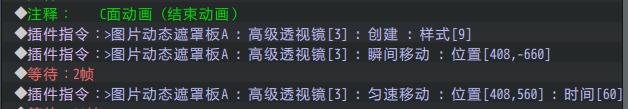 ◆注释：　　C面动画（结束动画）
◆插件指令：>图片动态遮罩板A : 高级透视镜[3] : 创建 : 样式[9]
◆插件指令：>图片动态遮罩板A : 高级透视镜[3] : 瞬间移动 : 位置[408,-660]
◆等待：2帧
◆插件指令：>图片动态遮罩板A : 高级透视镜[3] : 匀速移动 : 位置[408,560] : 时间[60]